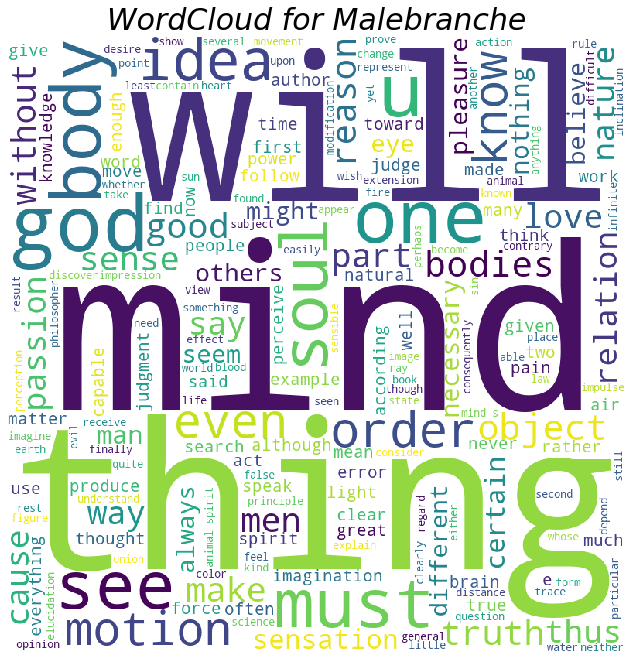 WordCloud for Malebranche
give desire show several movement prove action rule
point upon change another difficult
idea will u know nature
body least contain heart author reason represent yet pleasure nothing believe inclination
without knowledge enough time modification toward anything
word first eye made
move power follow judge wish extension known animal work
whether take sun now found fire many infinite
god good find subject might appear one perhaps love
people easily become think
sense soul part contrary sin
discover impression others natural bodies relation
result philosopher view something perceive sensible necessary consequently
passion say need effect according well given place
perception judgment capable seem world blood example image able two
said ray book though pain law impulse
life seen state air
mind
matter receive even order mind s object
imagine evil man search although mean consider never rather
earth finally quite act false error still
thing
use produce understand speak light certain second
rest way always principle clear different depend
figure men great regard either whose
cause everything thought animal spirit spirit explain clearly much
union color feel kind brain e form particular
see make imagination distance trace
elucidation force often science must true question
motion sensation truth thus
opinion general little water neither